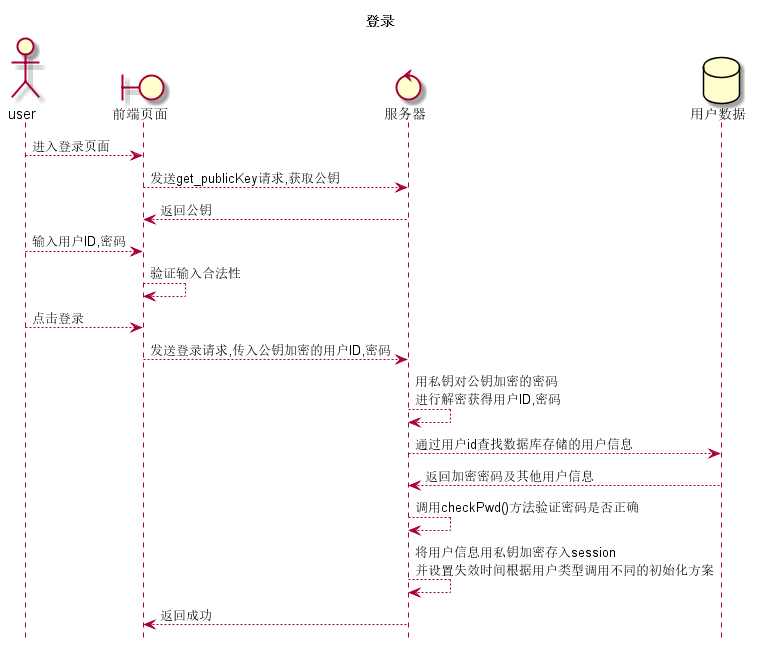 登录
user
前端页面
服务器
用户数据
进入登录页面
发送get_publicKey请求,获取公钥
返回公钥
输入用户ID,密码
验证输入合法性
点击登录
发送登录请求,传入公钥加密的用户ID,密码
用私钥对公钥加密的密码
进行解密获得用户ID,密码
通过用户id查找数据库存储的用户信息
返回加密密码及其他用户信息
调用checkPwd()方法验证密码是否正确
将用户信息用私钥加密存入session
并设置失效时间根据用户类型调用不同的初始化方案
返回成功